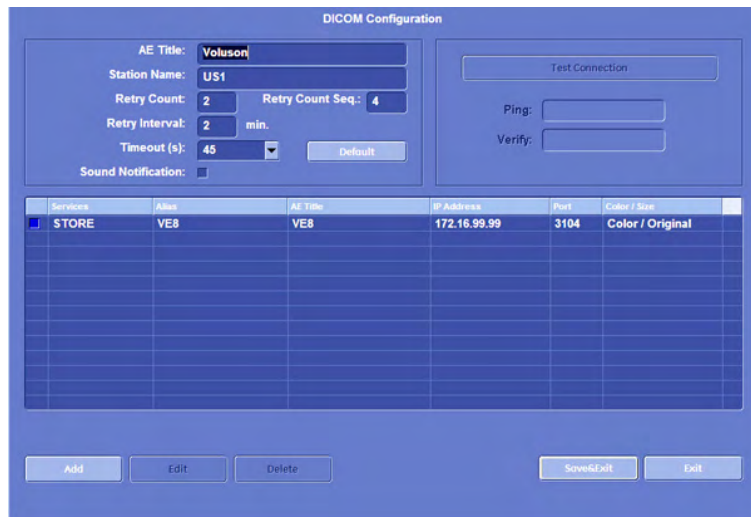 DICOM Configuration
AE Title: Voluson
Station Name: US1
Retry Count: 2 Retry Count Seq.: 4
Retry Interval: 2 min.
Timeout (s): 45 Default
Sound Notification:
Test Connection
Ping:
Verify:
Services Alias AE Title IP Address Port Color / Size
STORE VE8 VE8 172.16.99.99 3104 Color / Original
Add Edit Delete Save&Exit Exit